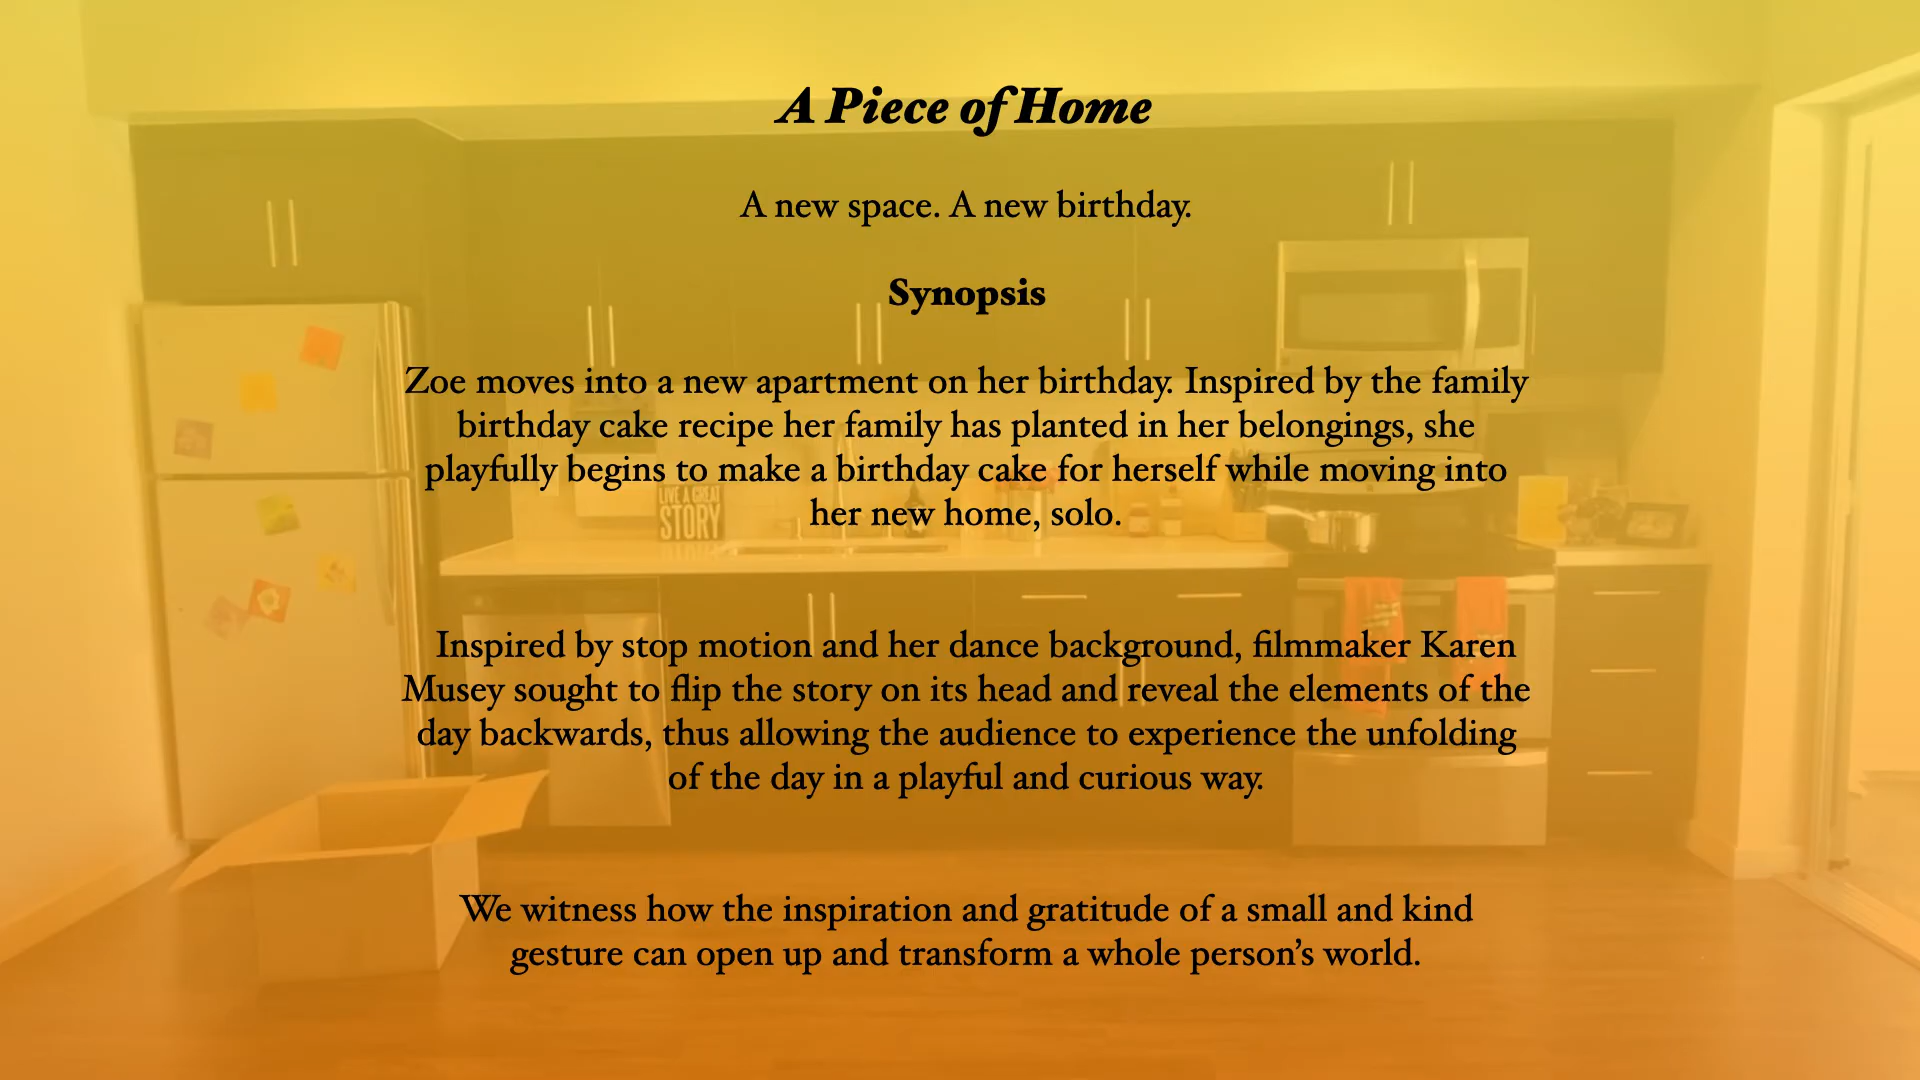 A Piece of Home
A new space. A new birthday.
Synopsis
Zoe moves into a new apartment on her birthday. Inspired by the family
birthday cake recipe her family has planted in her belongings, she
playfully begins to make a birthday cake for herself while moving into
her new home, solo.
LIVE A GREAT
STORY
Inspired by stop motion and her dance background, filmmaker Karen
Musey sought to flip the story on its head and reveal the elements of the
day backwards, thus allowing the audience to experience the unfolding
of the day in a playful and curious way.
We witness how the inspiration and gratitude of a small and kind
gesture can open up and transform a whole person’s world.